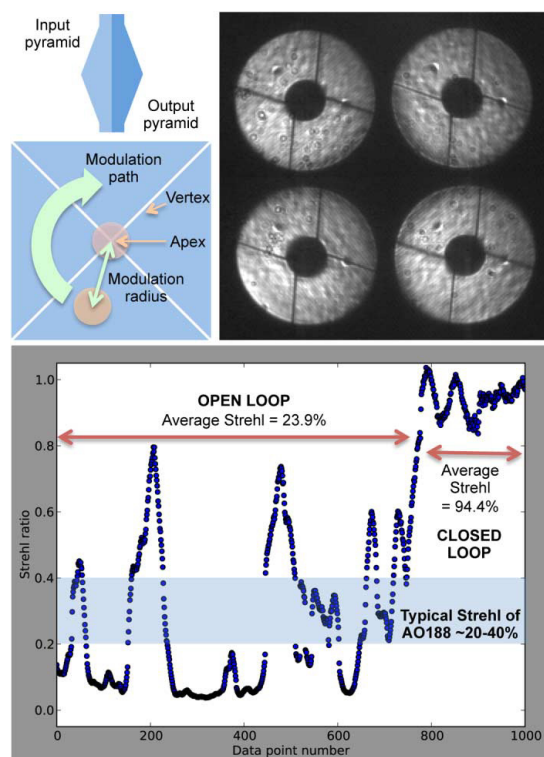 Input
pyramid
Output
pyramid
Modulation
path
Vertex
Apex
Modulation
radius
OPEN LOOP
Average Strehl = 23.9%
Average
Strehl
= 94.4%
CLOSED
LOOP
Typical Strehl of
AO188 ~20-40%
Strehl ratio
1.0
0.8
0.6
0.4
0.2
0.0
0
200
400
600
800
1000
Data point number